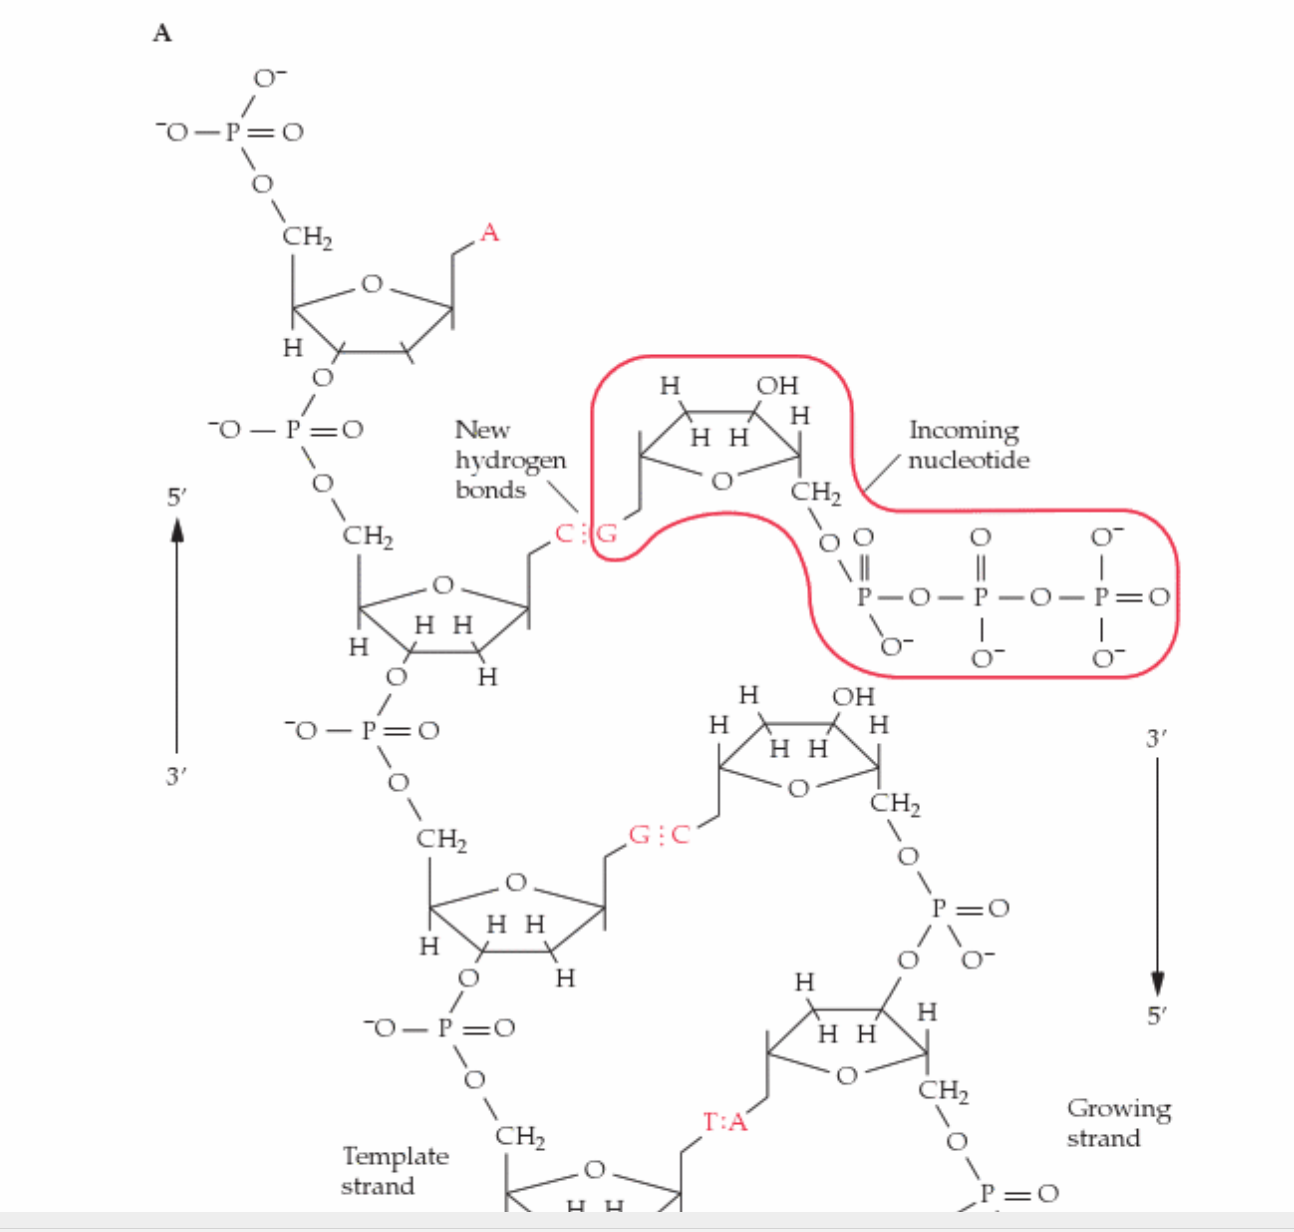 A
O⁻
⁻O—P=O
O
CH₂
A
O
H
O
H OH
H
H H
⁻O—P=O
New
hydrogen
bonds
Incoming
nucleotide
O
O
CH₂
5′
CH₂
C⋮G
O O O O⁻
P—O—P—O—P=O
O⁻ O⁻ O⁻
O
H H
H
H
O
H OH
H H
H H
⁻O—P=O
3′
3′
O
O
CH₂
CH₂
G⋮C
O
O
P=O
O⁻
H H
H
H
O
O
H
H
H H
⁻O—P=O
5′
O
O
CH₂
T:A
CH₂
O
Growing
strand
Template
strand
O
P=O
H H